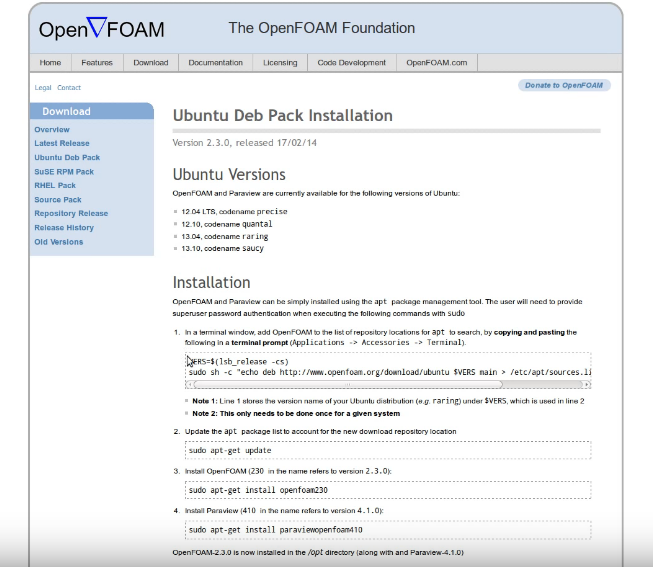 Open∇FOAM
The OpenFOAM Foundation
Home Features Download Documentation Licensing Code Development OpenFOAM.com
Legal Contact
Donate to OpenFOAM
Download
Overview
Latest Release
Ubuntu Deb Pack
SuSE RPM Pack
RHEL Pack
Source Pack
Repository Release
Release History
Old Versions
Ubuntu Deb Pack Installation
Version 2.3.0, released 17/02/14
Ubuntu Versions
OpenFOAM and Paraview are currently available for the following versions of Ubuntu:
12.04 LTS, codename precise
12.10, codename quantal
13.04, codename raring
13.10, codename saucy
Installation
OpenFOAM and Paraview can be simply installed using the apt package management tool. The user will need to provide
superuser password authentication when executing the following commands with sudo
1. In a terminal window, add OpenFOAM to the list of repository locations for apt to search, by copying and pasting the
following in a terminal prompt (Applications -> Accessories -> Terminal).
VERS=$(lsb_release -cs)
sudo sh -c "echo deb http://www.openfoam.org/download/ubuntu $VERS main > /etc/apt/sources.li
Note 1: Line 1 stores the version name of your Ubuntu distribution (e.g. raring) under $VERS, which is used in line 2
Note 2: This only needs to be done once for a given system
2. Update the apt package list to account for the new download repository location
sudo apt-get update
3. Install OpenFOAM (230 in the name refers to version 2.3.0):
sudo apt-get install openfoam230
4. Install Paraview (410 in the name refers to version 4.1.0):
sudo apt-get install paraviewopenfoam410
OpenFOAM-2.3.0 is now installed in the /opt directory (along with and Paraview-4.1.0)